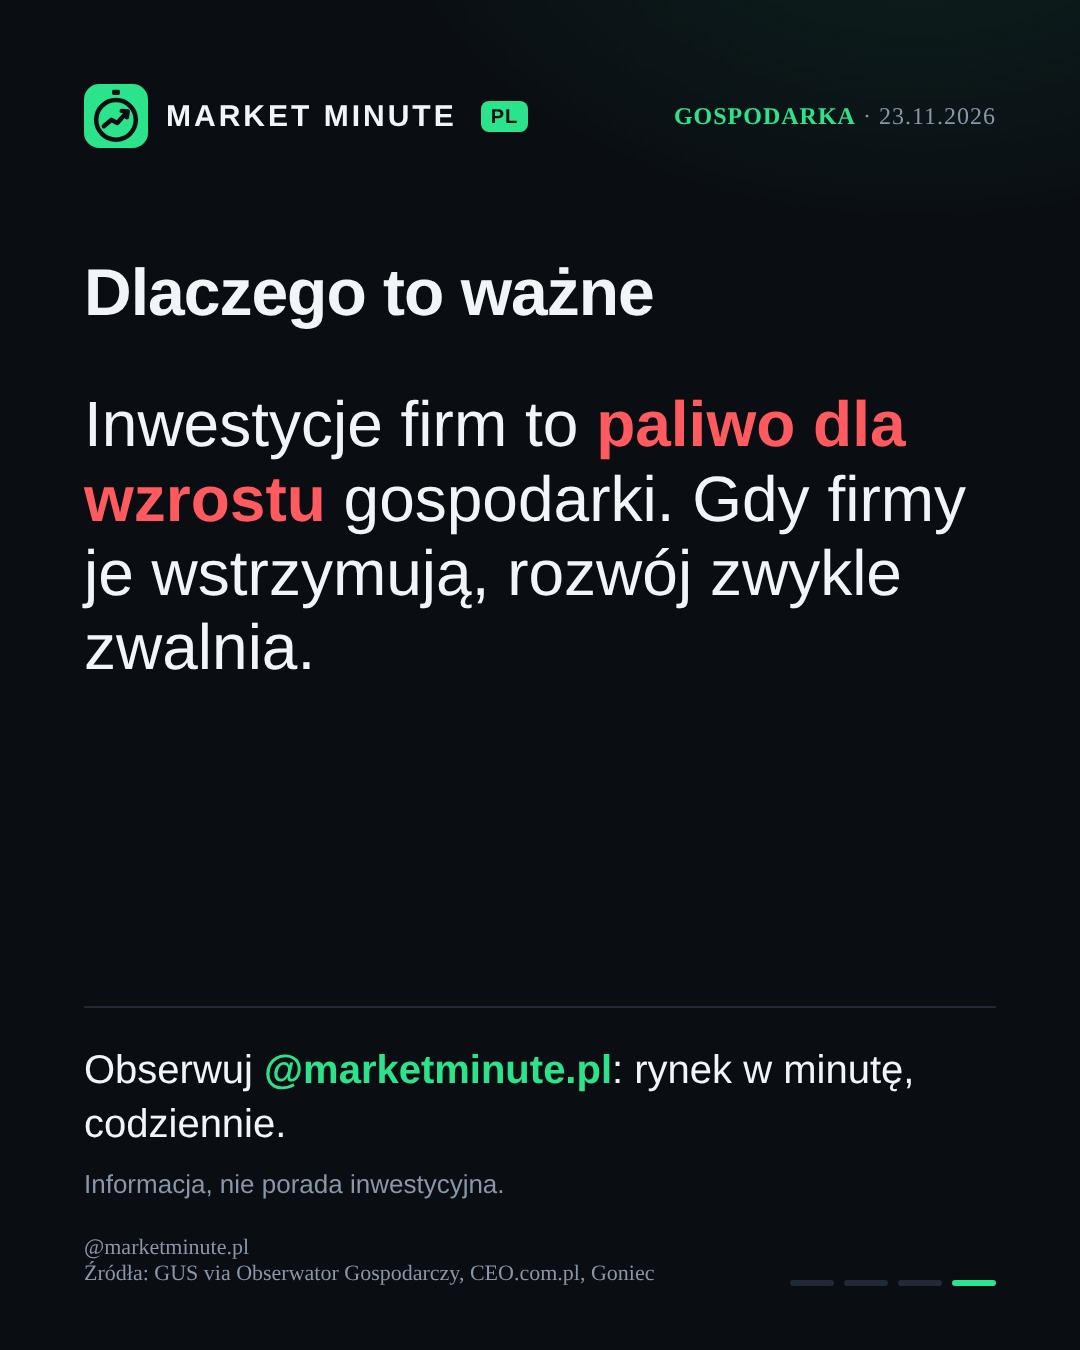 MARKET MINUTE PL
GOSPODARKA · 23.11.2026
Dlaczego to ważne
Inwestycje firm to paliwo dla
wzrostu gospodarki. Gdy firmy
je wstrzymują, rozwój zwykle
zwalnia.
Obserwuj @marketminute.pl: rynek w minutę,
codziennie.
Informacja, nie porada inwestycyjna.
@marketminute.pl
Źródła: GUS via Obserwator Gospodarczy, CEO.com.pl, Goniec